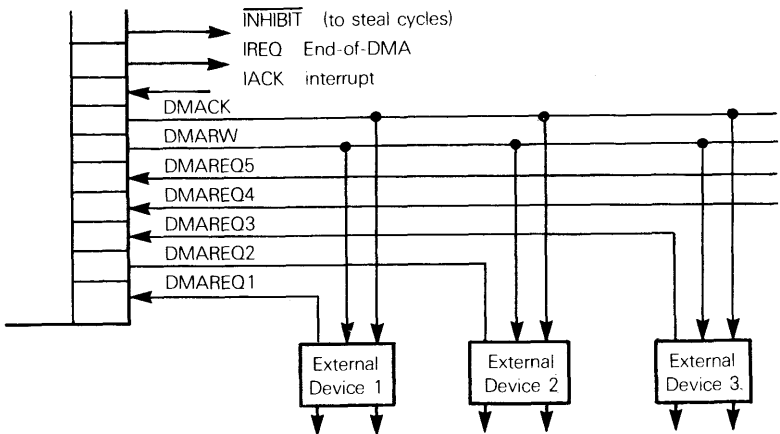 I̅N̅H̅I̅B̅I̅T̅ (to steal cycles)
IREQ End-of-DMA
IACK interrupt
DMACK
DMARW
DMAREQ5
DMAREQ4
DMAREQ3
DMAREQ2
DMAREQ1
External
Device 1
External
Device 2
External
Device 3.